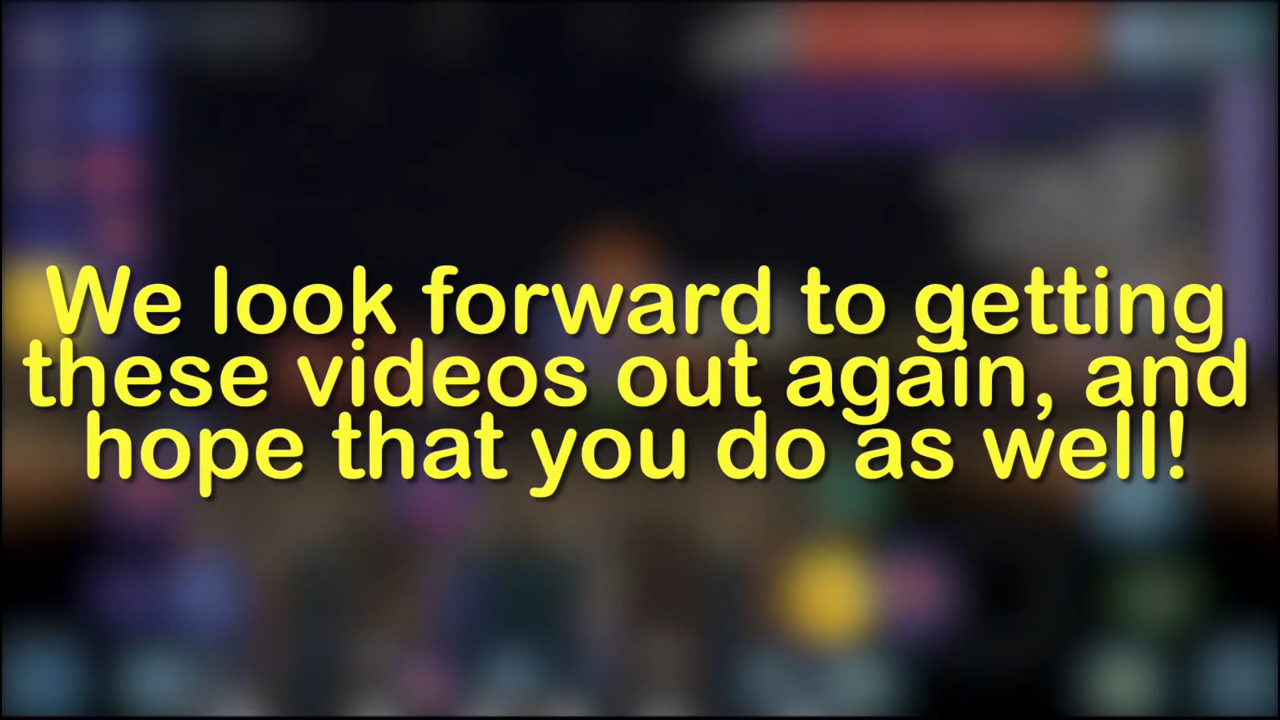 We look forward to getting
these videos out again, and
hope that you do as well!